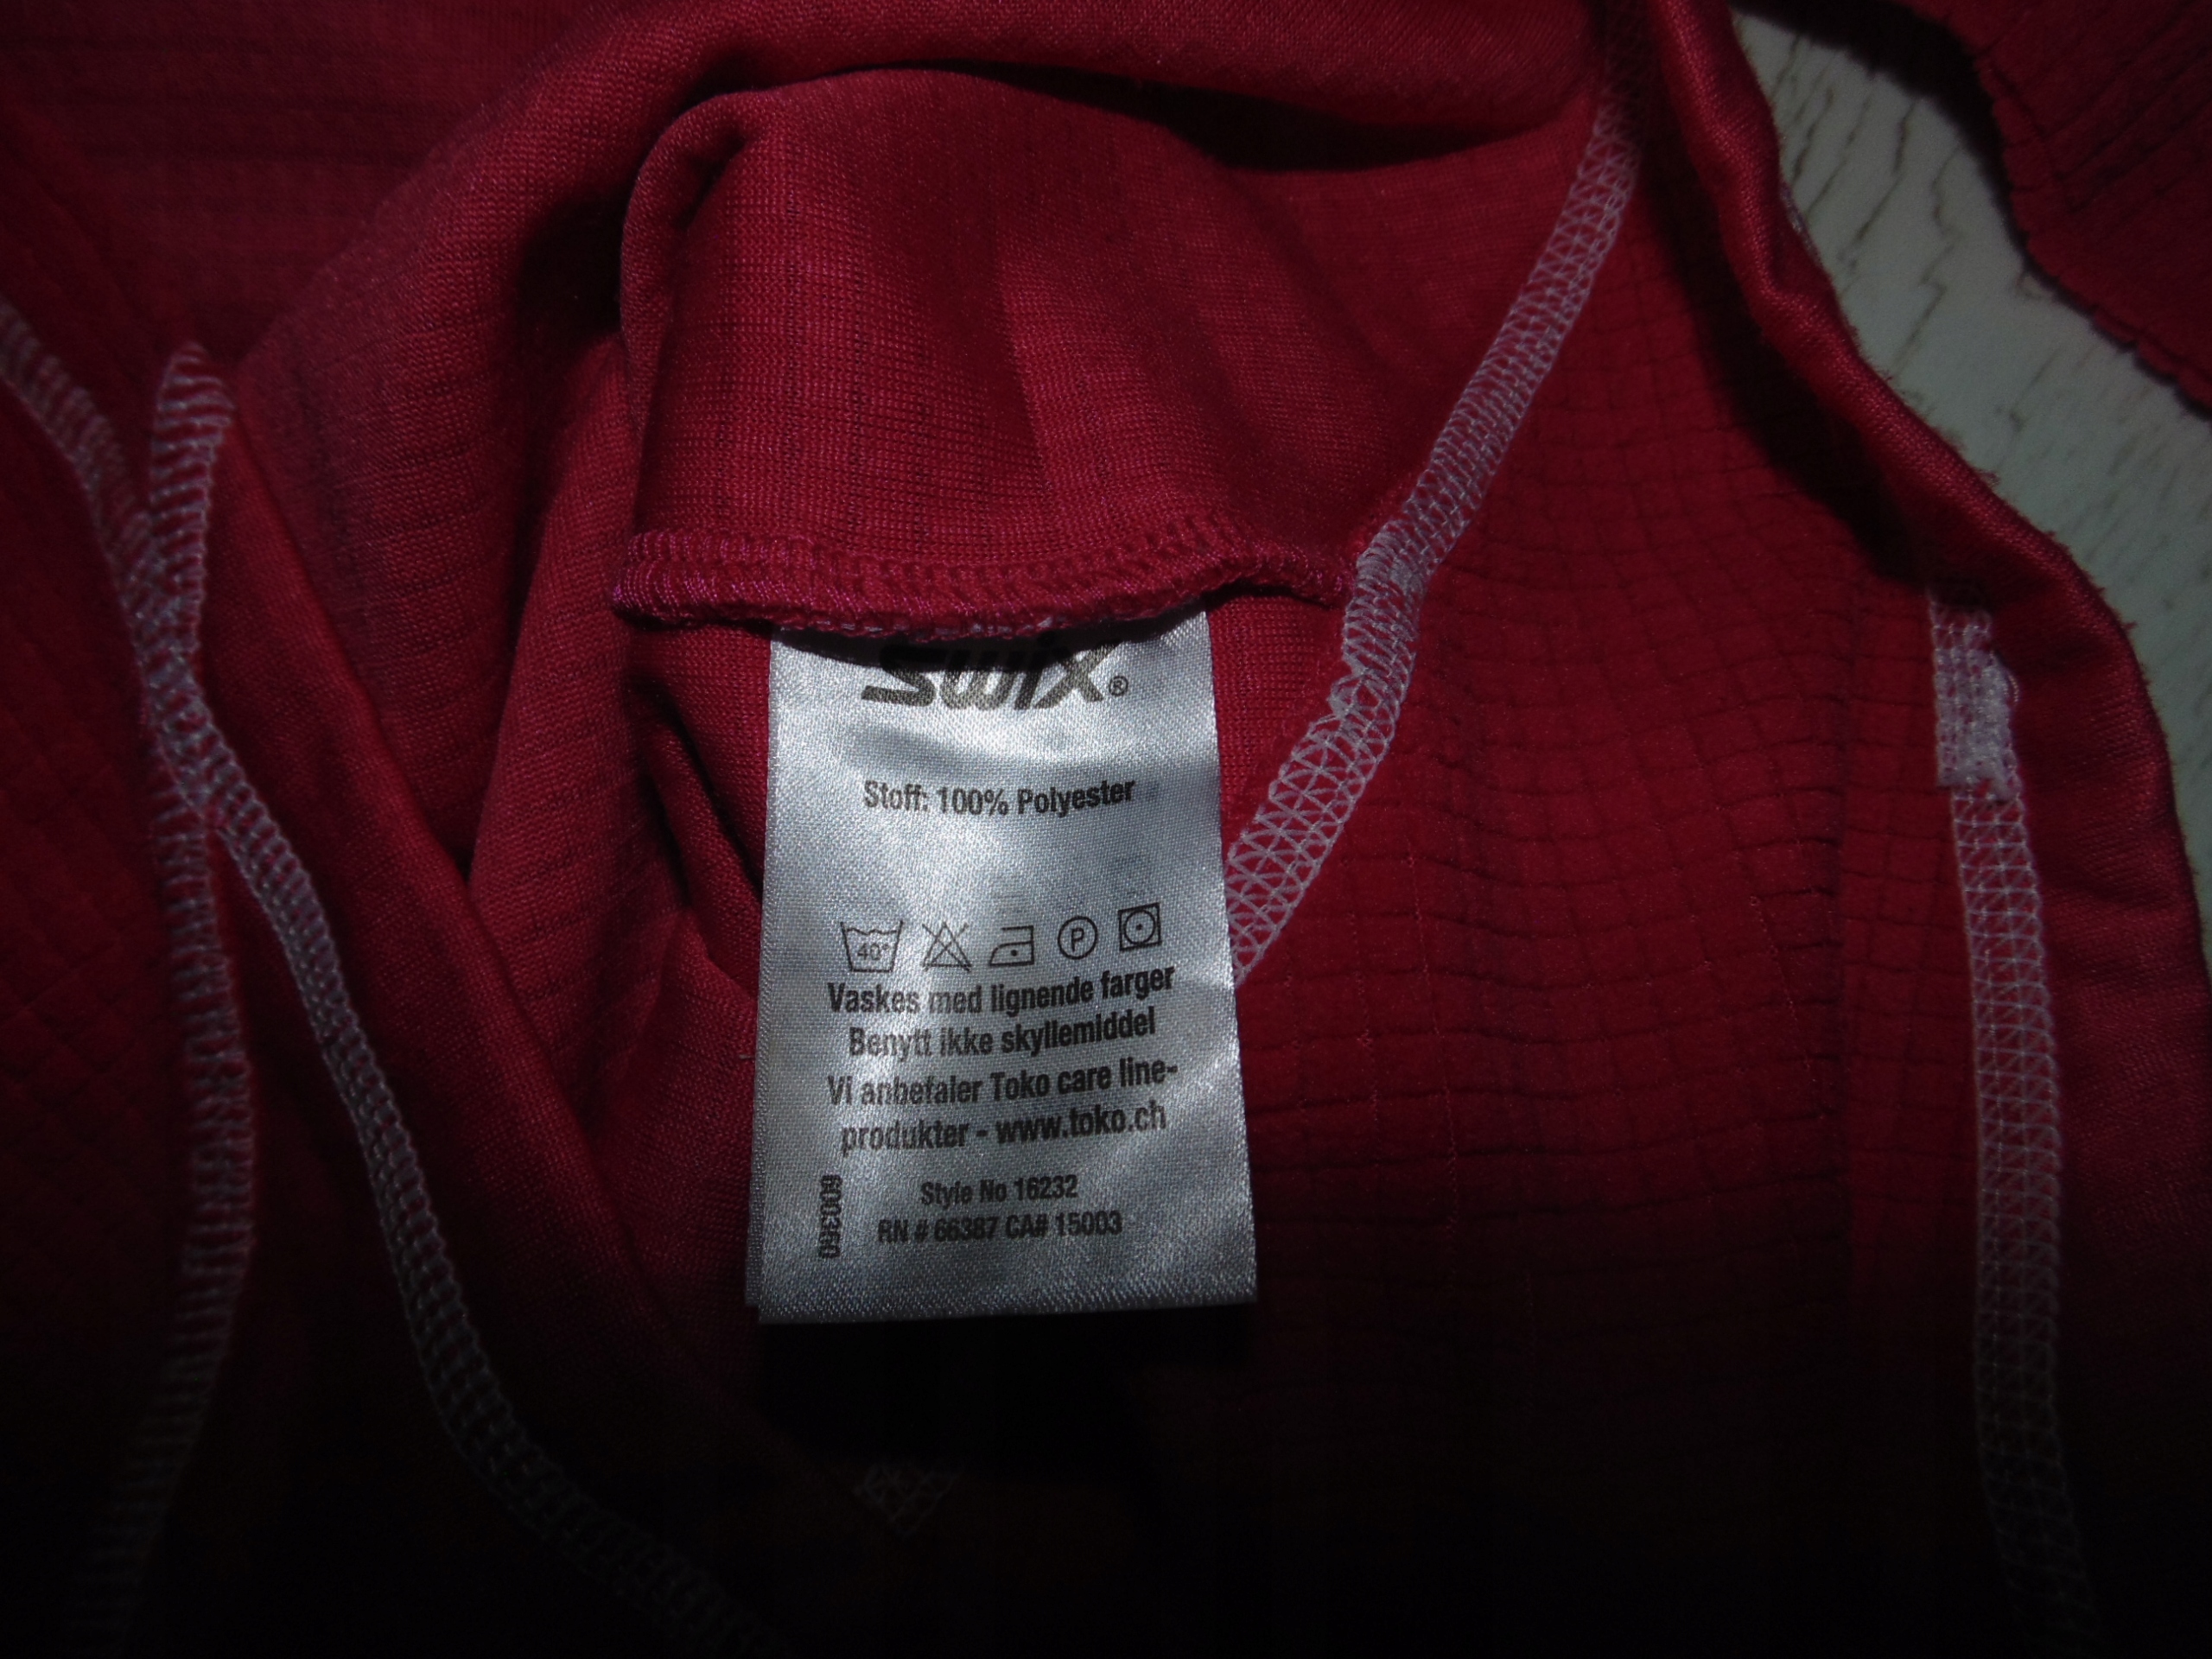 swix®
Stoff: 100% Polyester
40°
P
Vaskes med lignende farger
Benytt ikke skyllemiddel
Vi anbefaler Toko care line-
produkter - www.toko.ch
Style No 16232
RN # 66387 CA# 15003
600360